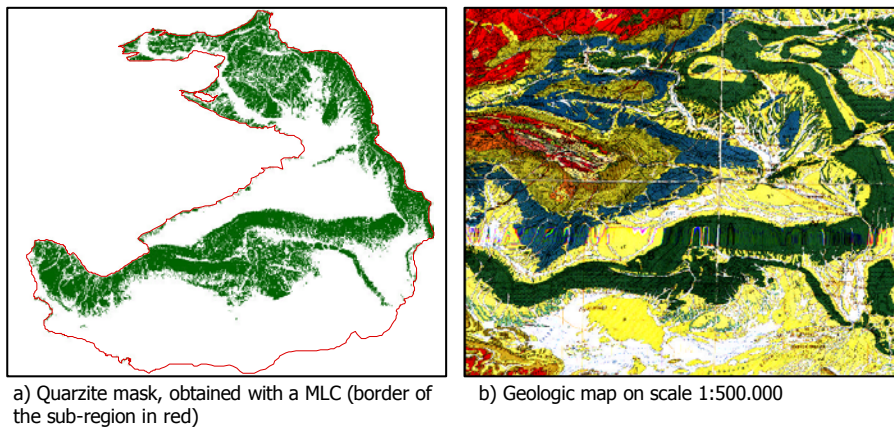 a) Quarzite mask, obtained with a MLC (border of
the sub-region in red)
b) Geologic map on scale 1:500.000